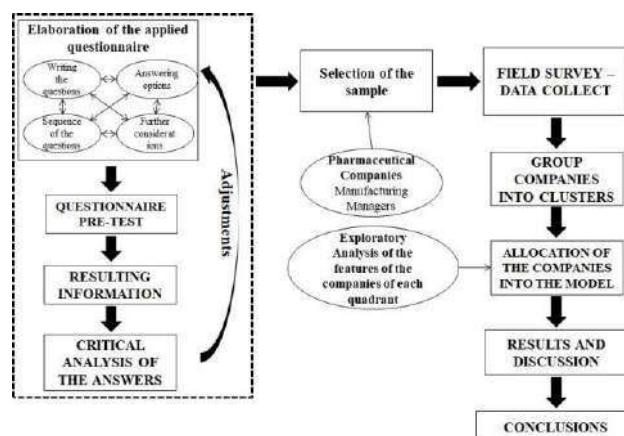 Elaboration of the applied
questionnaire
Writing
the
questions
Answering
options
Sequence
of the
questions
Further
considerat
ions
QUESTIONNAIRE
PRE-TEST
RESULTING
INFORMATION
CRITICAL
ANALYSIS OF
THE ANSWERS
Adjustments
Selection of the
sample
Pharmaceutical
Companies
Manufacturing
Managers
Exploratory
Analysis of the
features of the
companies of each
quadrant
FIELD SURVEY –
DATA COLLECT
GROUP
COMPANIES
INTO CLUSTERS
ALLOCATION OF
THE COMPANIES
INTO THE MODEL
RESULTS AND
DISCUSSION
CONCLUSIONS